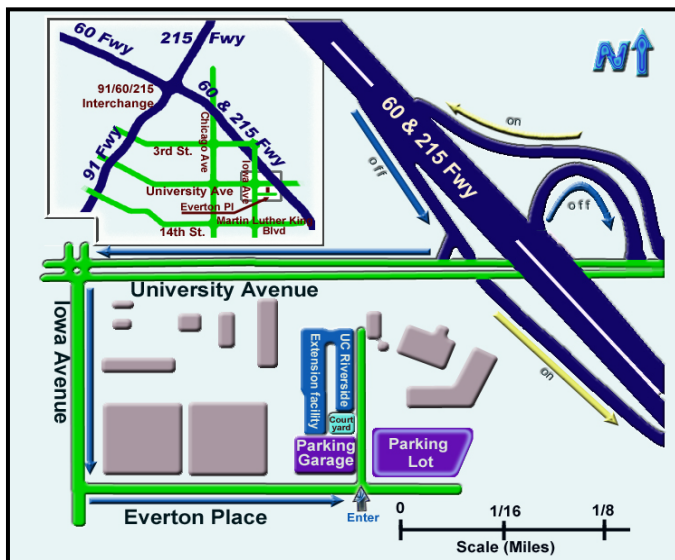 60 Fwy
215 Fwy
N
91/60/215
Interchange
60 & 215 Fwy
91 Fwy
Chicago Ave
Iowa Ave
3rd St.
University Ave
Everton Pl
Martin Luther King
Blvd
14th St.
60 & 215 Fwy
on
off
off
on
University Avenue
Iowa Avenue
Extension facility
UC Riverside
Court
yard
Parking
Garage
Parking
Lot
Everton Place
Enter
0
1/16
1/8
Scale (Miles)